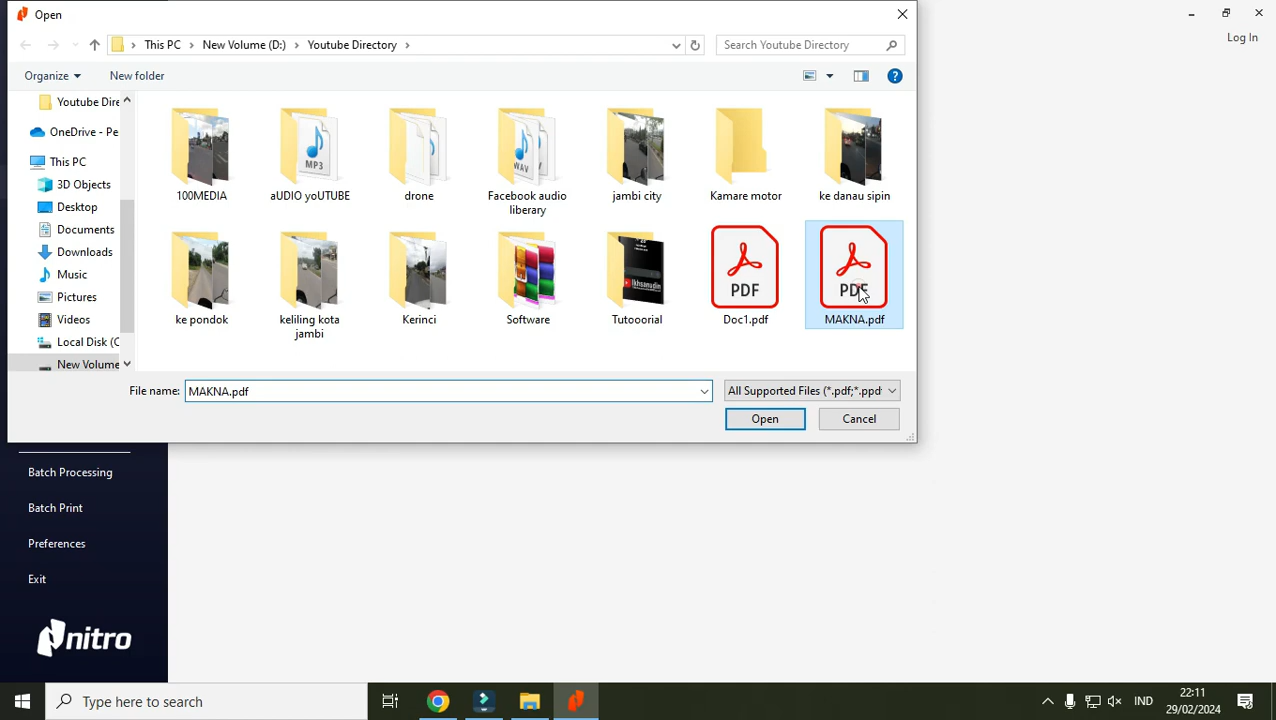 Open
This PC > New Volume (D:) > Youtube Directory >
Search Youtube Directory
Log In
Organize
New folder
Youtube Dire
OneDrive - Pe
This PC
3D Objects
Desktop
Documents
Downloads
Music
Pictures
Videos
Local Disk (C
New Volume
MP3
WAV
100MEDIA
aUDIO yoUTUBE
drone
Facebook audio
liberary
jambi city
Kamare motor
ke danau sipin
Ikhsanudin
PDF
PDF
ke pondok
keliling kota
jambi
Kerinci
Software
Tutooorial
Doc1.pdf
MAKNA.pdf
File name:
MAKNA.pdf
All Supported Files (*.pdf;*.ppd
Open
Cancel
Batch Processing
Batch Print
Preferences
Exit
nitro
Type here to search
IND
22:11
29/02/2024